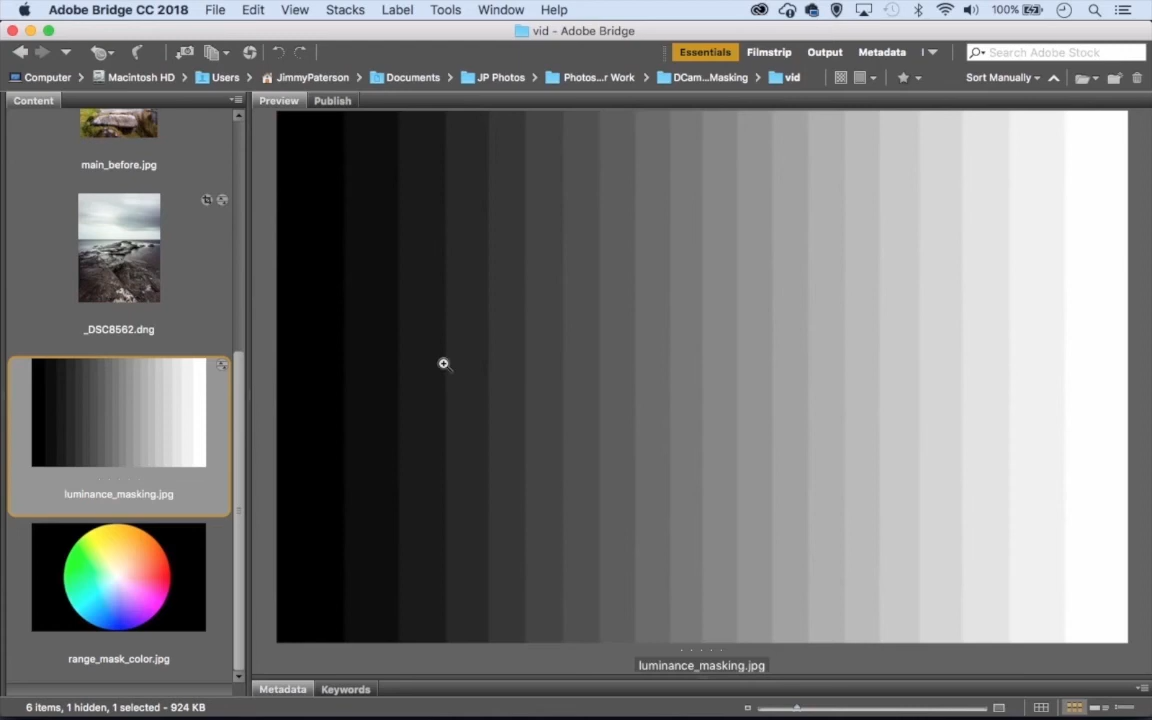 Adobe Bridge CC 2018 File Edit View Stacks Label Tools Window Help 100%
vid - Adobe Bridge
Essentials Filmstrip Output Metadata Search Adobe Stock
Computer Macintosh HD Users JimmyPaterson Documents JP Photos Photos...r Work DCam...Masking vid Sort Manually
Content Preview Publish
main_before.jpg
_DSC8562.dng
luminance_masking.jpg
range_mask_color.jpg
luminance_masking.jpg
Metadata Keywords
6 items, 1 hidden, 1 selected - 924 KB